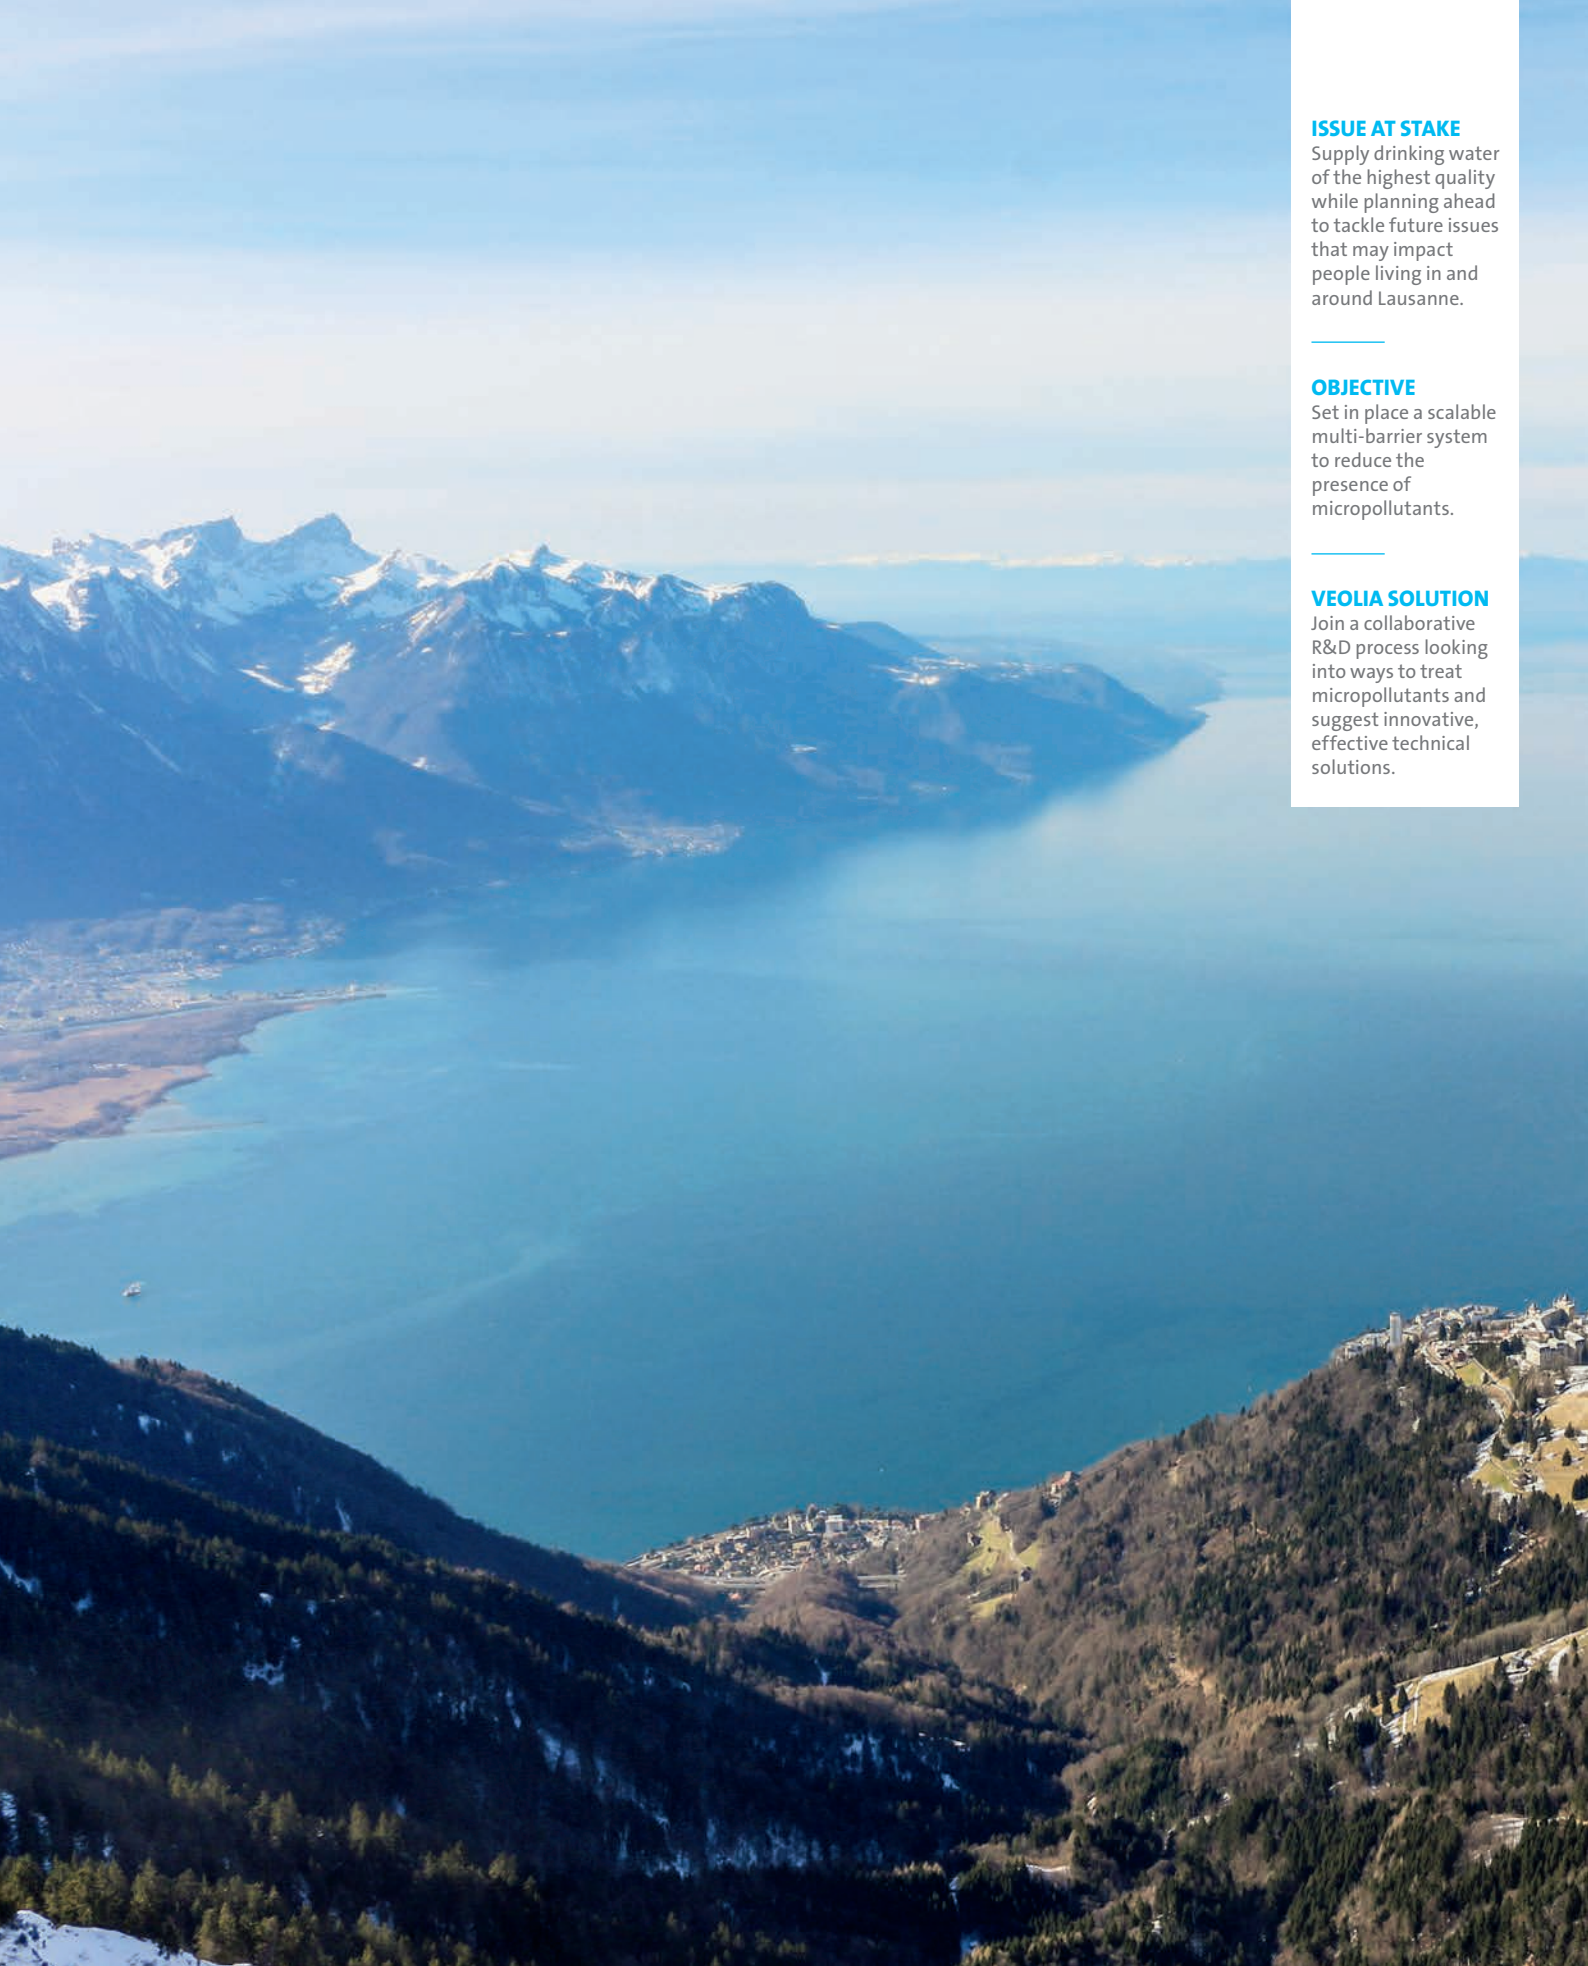 ISSUE AT STAKE
Supply drinking water
of the highest quality
while planning ahead
to tackle future issues
that may impact
people living in and
around Lausanne.
OBJECTIVE
Set in place a scalable
multi-barrier system
to reduce the
presence of
micropollutants.
VEOLIA SOLUTION
Join a collaborative
R&D process looking
into ways to treat
micropollutants and
suggest innovative,
effective technical
solutions.